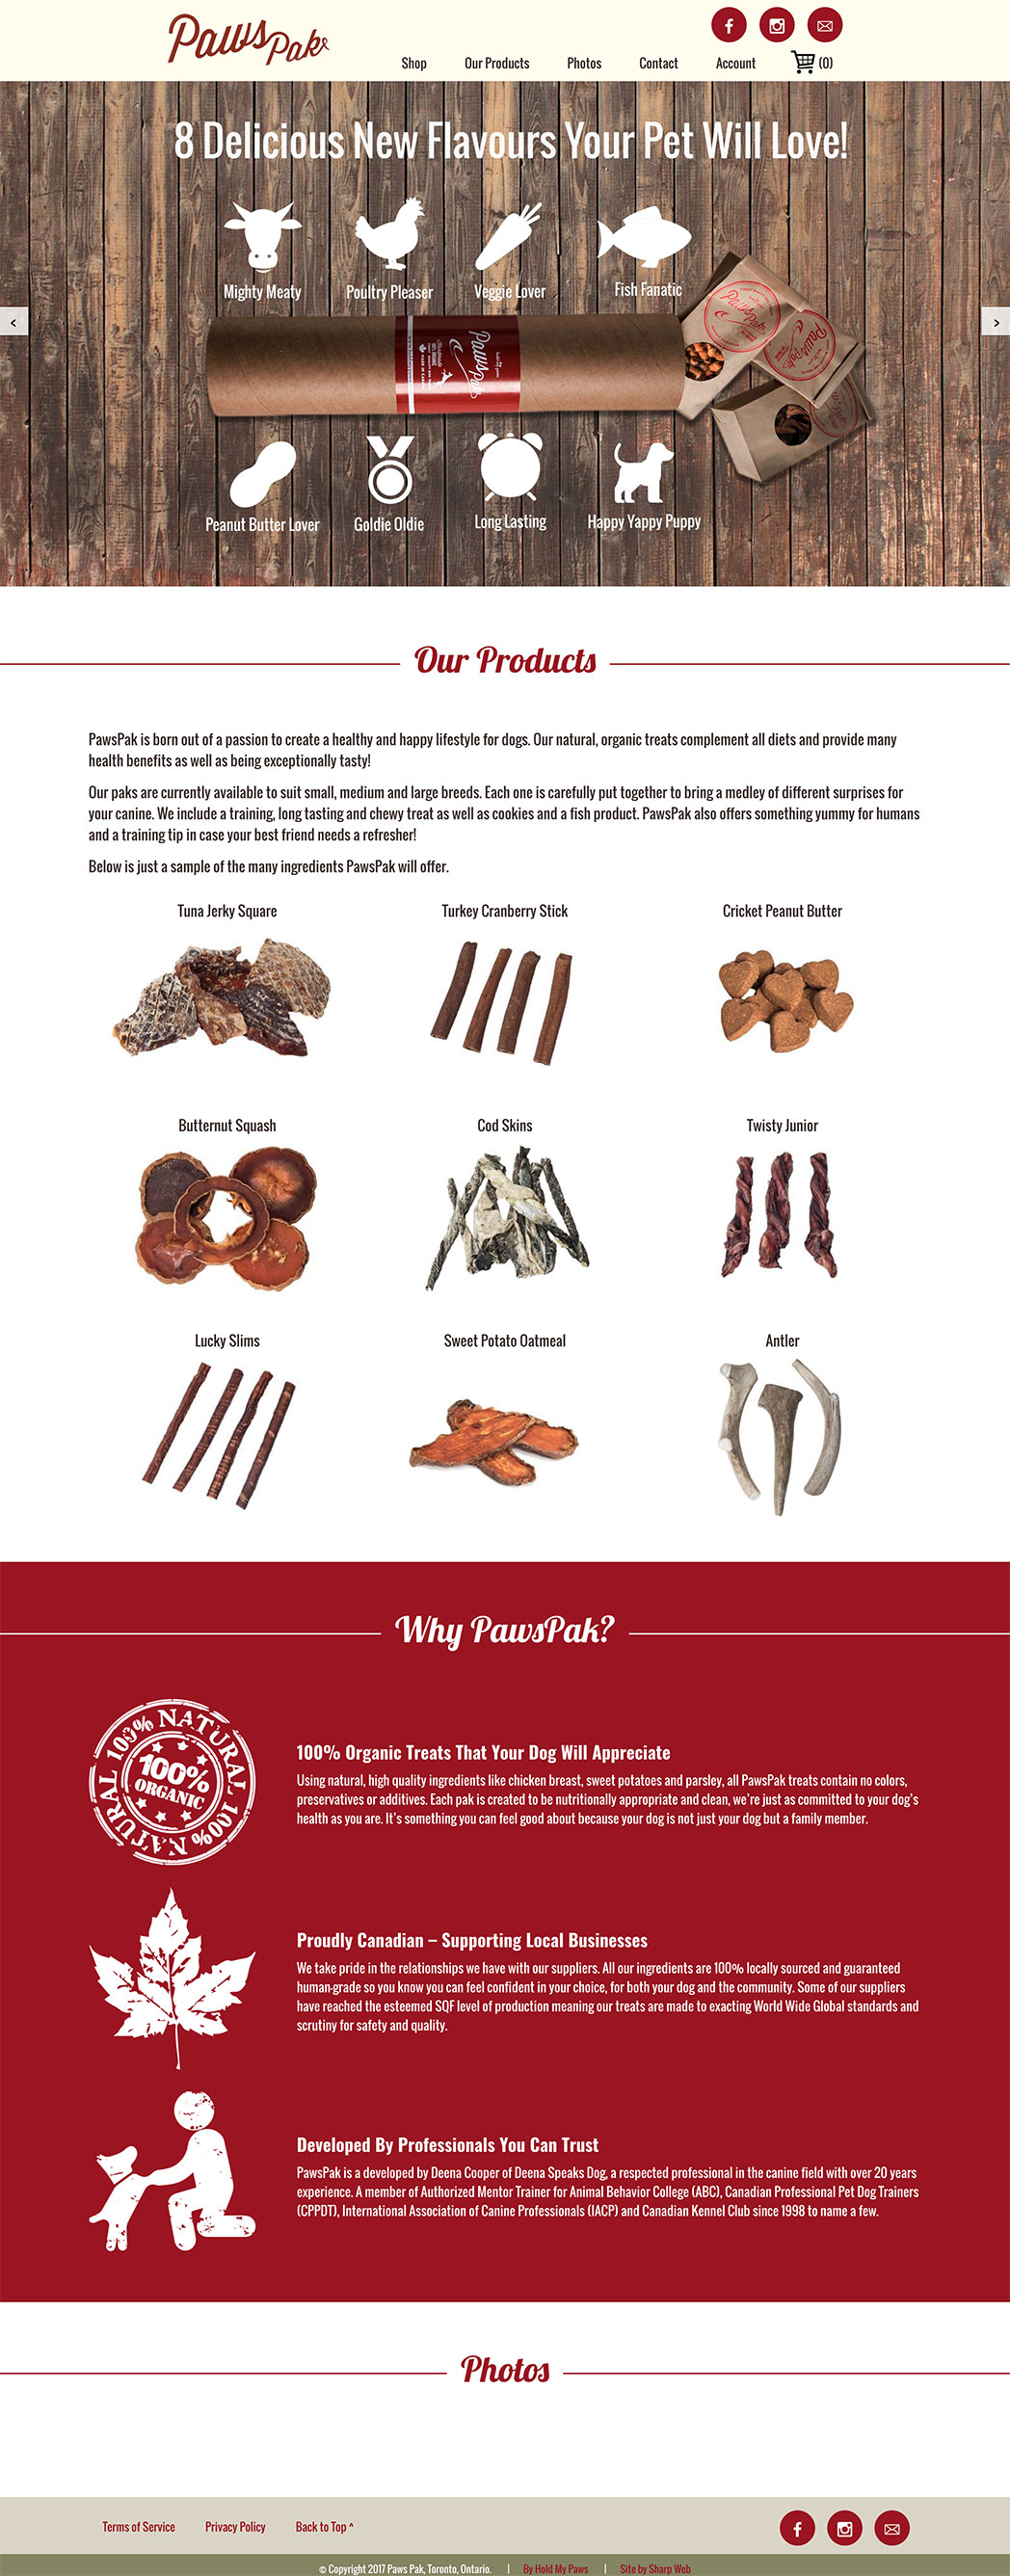 Paws Pak
Shop Our Products Photos Contact Account (0)
8 Delicious New Flavours Your Pet Will Love!
Mighty Meaty Poultry Pleaser Veggie Lover Fish Fanatic
< >
PawsPak
Peanut Butter Lover Goldie Oldie Long Lasting Happy Yappy Puppy
Our Products
PawsPak is born out of a passion to create a healthy and happy lifestyle for dogs. Our natural, organic treats complement all diets and provide many
health benefits as well as being exceptionally tasty!
Our paks are currently available to suit small, medium and large breeds. Each one is carefully put together to bring a medley of different surprises for
your canine. We include a training, long tasting and chewy treat as well as cookies and a fish product. PawsPak also offers something yummy for humans
and a training tip in case your best friend needs a refresher!
Below is just a sample of the many ingredients PawsPak will offer.
Tuna Jerky Square Turkey Cranberry Stick Cricket Peanut Butter
Butternut Squash Cod Skins Twisty Junior
Lucky Slims Sweet Potato Oatmeal Antler
Why PawsPak?
100% NATURAL 100% NATURAL
100%
ORGANIC
100% Organic Treats That Your Dog Will Appreciate
Using natural, high quality ingredients like chicken breast, sweet potatoes and parsley, all PawsPak treats contain no colors,
preservatives or additives. Each pak is created to be nutritionally appropriate and clean, we're just as committed to your dog's
health as you are. It's something you can feel good about because your dog is not just your dog but a family member.
Proudly Canadian – Supporting Local Businesses
We take pride in the relationships we have with our suppliers. All our ingredients are 100% locally sourced and guaranteed
human-grade so you know you can feel confident in your choice, for both your dog and the community. Some of our suppliers
have reached the esteemed SQF level of production meaning our treats are made to exacting World Wide Global standards and
scrutiny for safety and quality.
Developed By Professionals You Can Trust
PawsPak is a developed by Deena Cooper of Deena Speaks Dog, a respected professional in the canine field with over 20 years
experience. A member of Authorized Mentor Trainer for Animal Behavior College (ABC), Canadian Professional Pet Dog Trainers
(CPPDT), International Association of Canine Professionals (IACP) and Canadian Kennel Club since 1998 to name a few.
Photos
Terms of Service Privacy Policy Back to Top ^
© Copyright 2017 Paws Pak, Toronto, Ontario. | By Hold My Paws | Site by Sharp Web